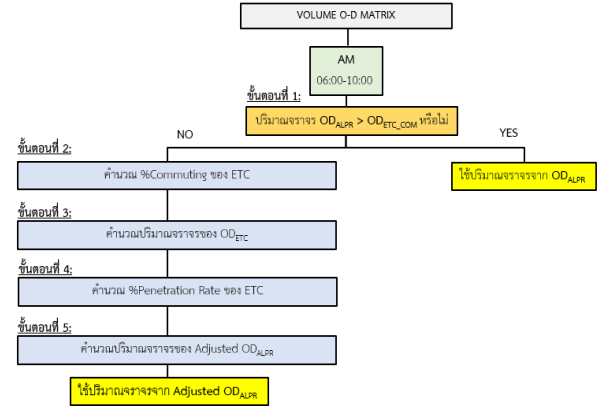 VOLUME O-D MATRIX
AM
06:00-10:00
ขั้นตอนที่ 1:
ปริมาณจราจร OD_ALPR > OD_ETC_COM หรือไม่
NO
YES
ขั้นตอนที่ 2:
คำนวณ %Commuting ของ ETC
ใช้ปริมาณจราจรจาก OD_ALPR
ขั้นตอนที่ 3:
คำนวณปริมาณจราจรของ OD_ETC
ขั้นตอนที่ 4:
คำนวณ %Penetration Rate ของ ETC
ขั้นตอนที่ 5:
คำนวณปริมาณจราจรของ Adjusted OD_ALPR
ใช้ปริมาณจราจรจาก Adjusted OD_ALPR